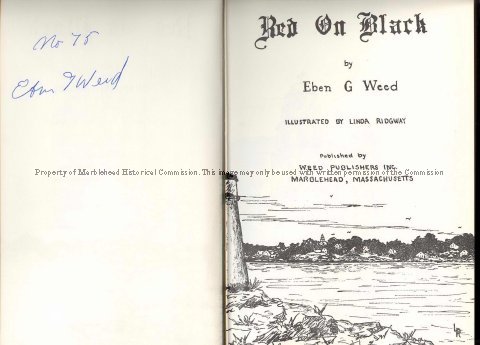 No 75
Eben G Weed
Red On Black
by
Eben G Weed
ILLUSTRATED BY LINDA RIDGWAY
Published by
WEED PUBLISHERS INC.
MARBLEHEAD, MASSACHUSETTS
Property of Marblehead Historical Commission. This image may only be used with written permission of the Commission
LR